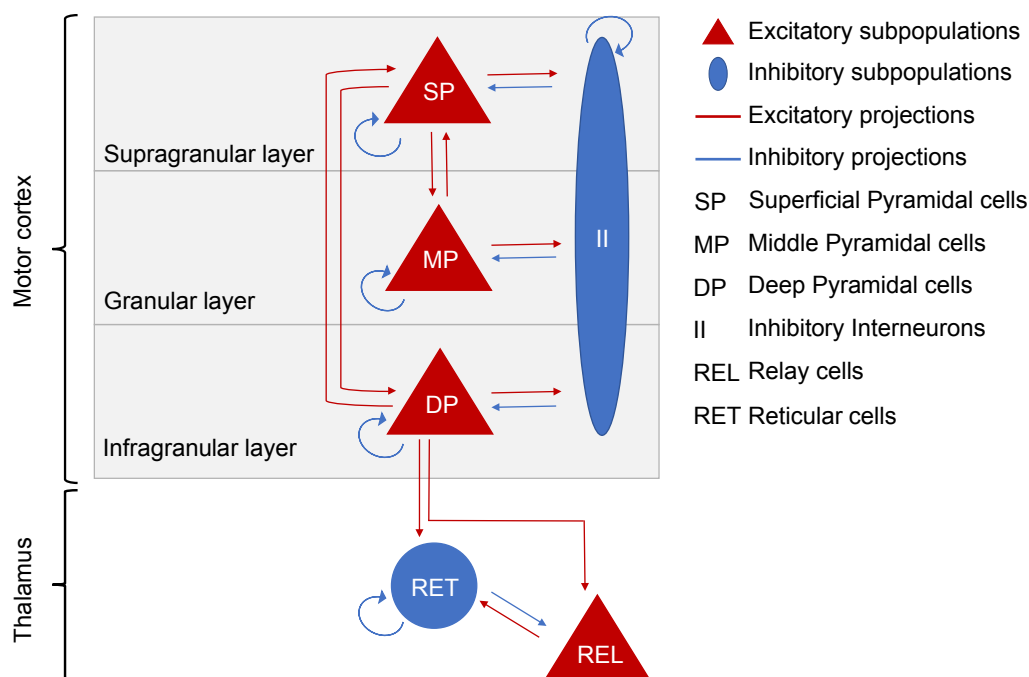 Motor cortex
SP
Supragranular layer
MP
Granular layer
DP
Infragranular layer
II
Thalamus
RET
REL
Excitatory subpopulations
Inhibitory subpopulations
Excitatory projections
Inhibitory projections
SP Superficial Pyramidal cells
MP Middle Pyramidal cells
DP Deep Pyramidal cells
II Inhibitory Interneurons
REL Relay cells
RET Reticular cells